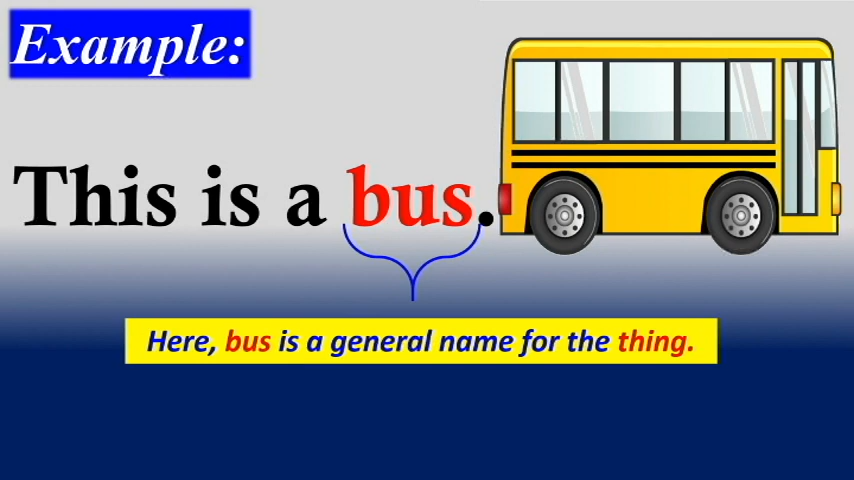 Example:
This is a bus.
Here, bus is a general name for the thing.